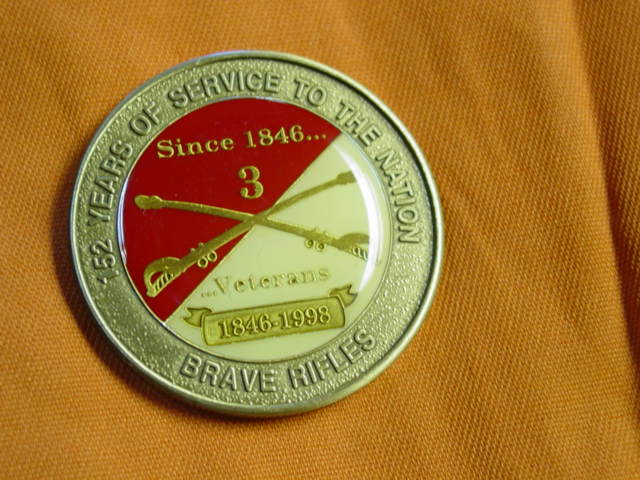 152 YEARS OF SERVICE TO THE NATION
Since 1846...
3
...Veterans
1846-1998
BRAVE RIFLES